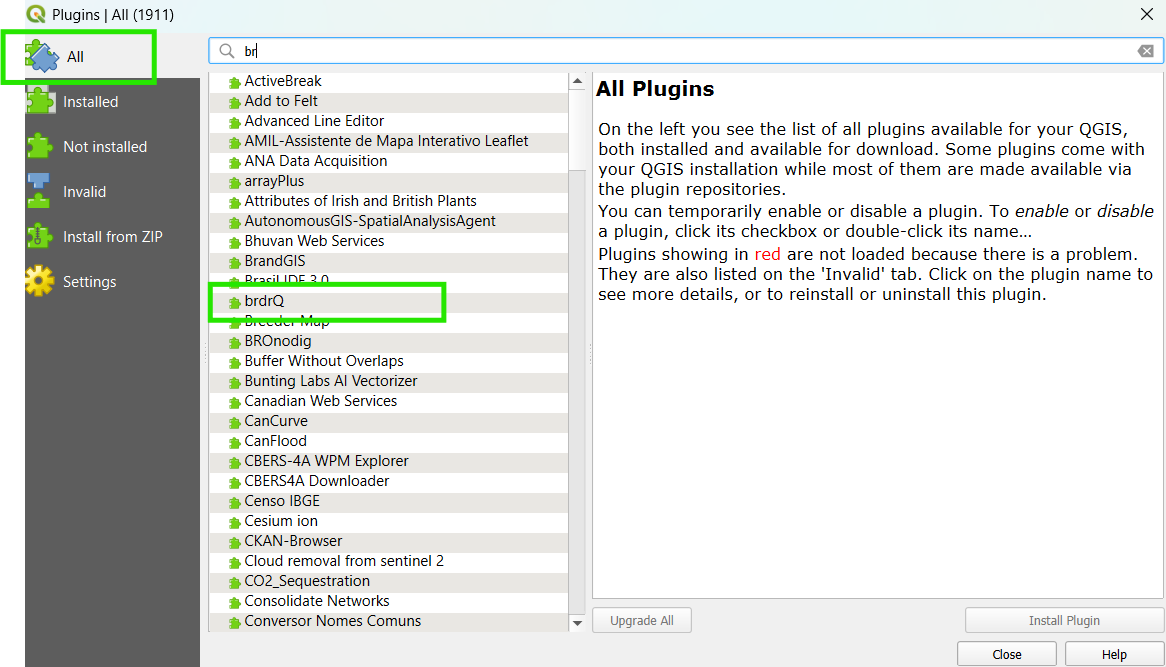 Plugins | All (1911)
All
Installed
Not installed
Invalid
Install from ZIP
Settings
br
ActiveBreak
Add to Felt
Advanced Line Editor
AMIL-Assistente de Mapa Interativo Leaflet
ANA Data Acquisition
arrayPlus
Attributes of Irish and British Plants
AutonomousGIS-SpatialAnalysisAgent
Bhuvan Web Services
BrandGIS
BrasiLIDE 3.0
brdrQ
Breeder Map
BROnodig
Buffer Without Overlaps
Bunting Labs AI Vectorizer
Canadian Web Services
CanCurve
CanFlood
CBERS-4A WPM Explorer
CBERS4A Downloader
Censo IBGE
Cesium ion
CKAN-Browser
Cloud removal from sentinel 2
CO2_Sequestration
Consolidate Networks
Conversor Nomes Comuns
All Plugins
On the left you see the list of all plugins available for your QGIS,
both installed and available for download. Some plugins come with
your QGIS installation while most of them are made available via
the plugin repositories.
You can temporarily enable or disable a plugin. To enable or disable
a plugin, click its checkbox or double-click its name...
Plugins showing in red are not loaded because there is a problem.
They are also listed on the 'Invalid' tab. Click on the plugin name to
see more details, or to reinstall or uninstall this plugin.
Upgrade All
Install Plugin
Close
Help